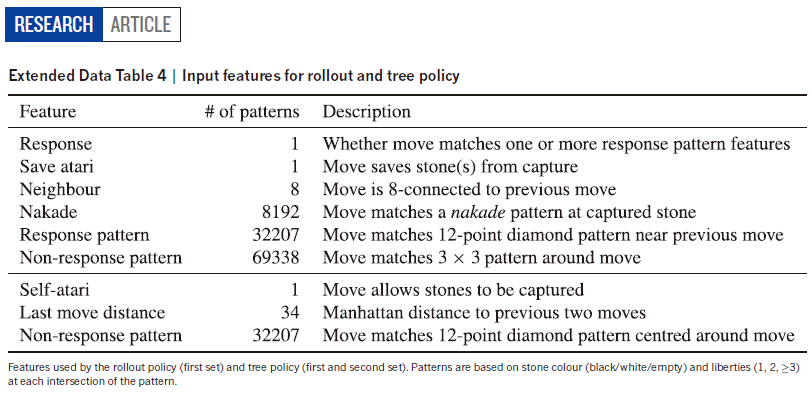 RESEARCH ARTICLE
Extended Data Table 4 | Input features for rollout and tree policy
Feature # of patterns Description
Response 1 Whether move matches one or more response pattern features
Save atari 1 Move saves stone(s) from capture
Neighbour 8 Move is 8-connected to previous move
Nakade 8192 Move matches a nakade pattern at captured stone
Response pattern 32207 Move matches 12-point diamond pattern near previous move
Non-response pattern 69338 Move matches 3 × 3 pattern around move
Self-atari 1 Move allows stones to be captured
Last move distance 34 Manhattan distance to previous two moves
Non-response pattern 32207 Move matches 12-point diamond pattern centred around move
Features used by the rollout policy (first set) and tree policy (first and second set). Patterns are based on stone colour (black/white/empty) and liberties (1, 2, ≥3)
at each intersection of the pattern.